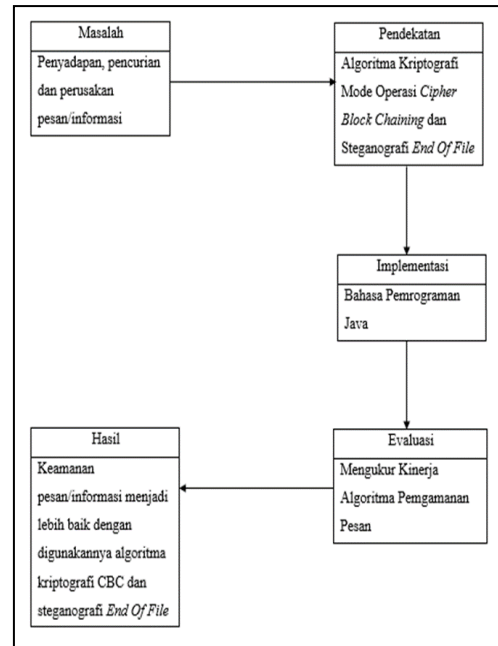 Masalah
Penyadapan, pencurian
dan perusakan
pesan/informasi
Pendekatan
Algoritma Kriptografi
Mode Operasi Cipher
Block Chaining dan
Steganografi End Of File
Implementasi
Bahasa Pemrograman
Java
Evaluasi
Mengukur Kinerja
Algoritma Pemgamanan
Pesan
Hasil
Keamanan
pesan/informasi menjadi
lebih baik dengan
digunakannya algoritma
kriptografi CBC dan
steganografi End Of File